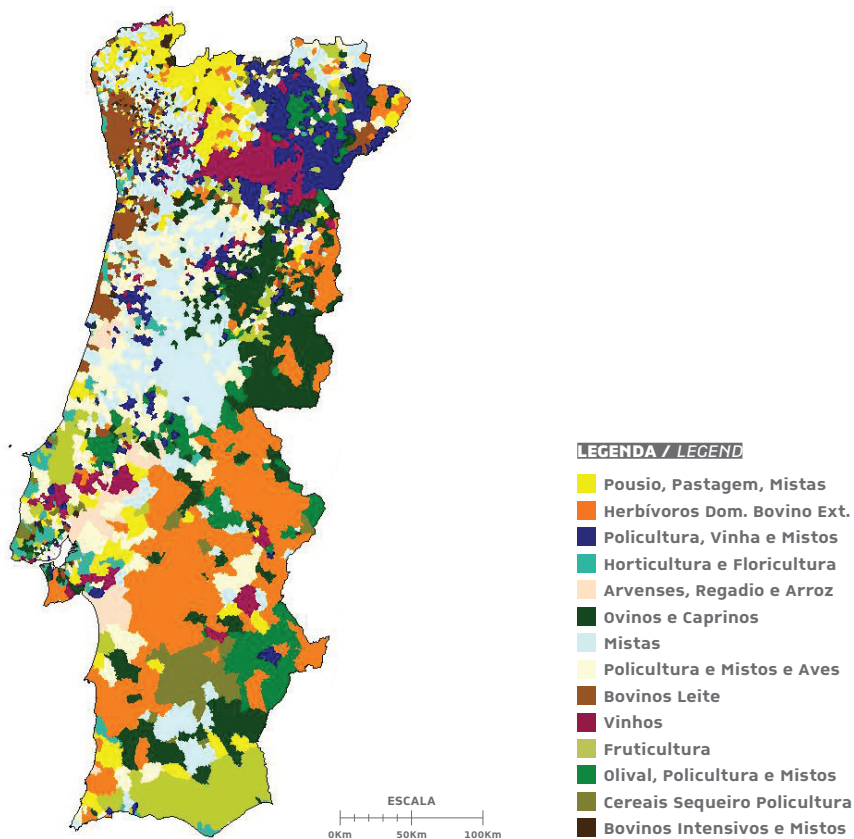 LEGENDA / LEGEND
Pousio, Pastagem, Mistas
Herbívoros Dom. Bovino Ext.
Policultura, Vinha e Mistos
Horticultura e Floricultura
Arvenses, Regadio e Arroz
Ovinos e Caprinos
Mistas
Policultura e Mistos e Aves
Bovinos Leite
Vinhos
Fruticultura
Olival, Policultura e Mistos
Cereais Sequeiro Policultura
Bovinos Intensivos e Mistos
ESCALA
0Km 50Km 100Km